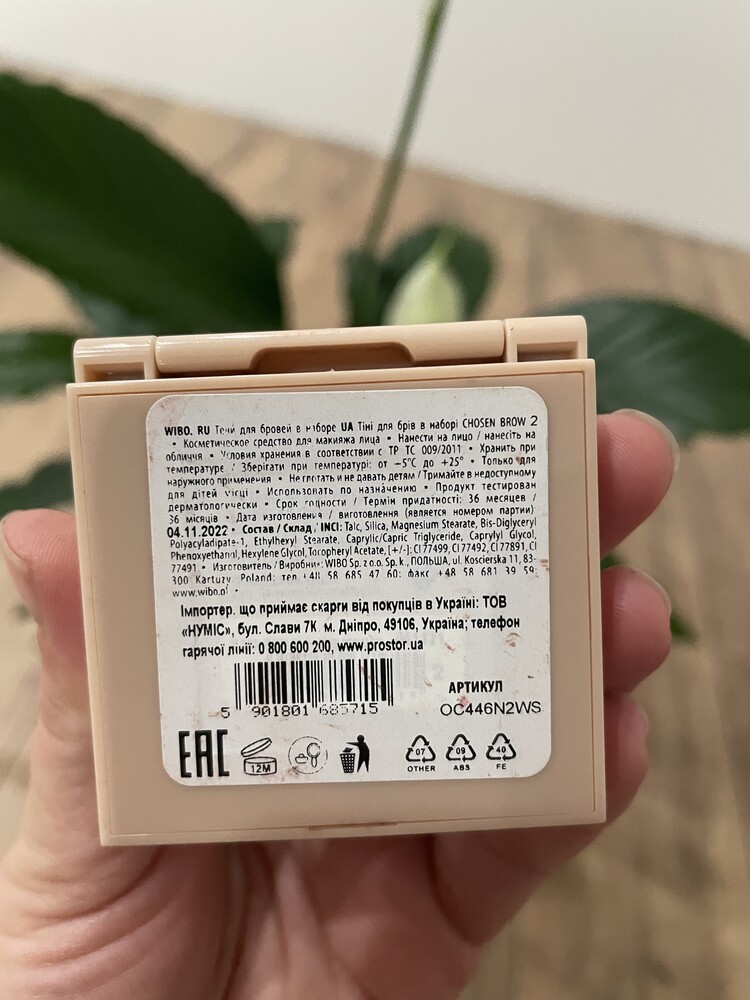 WIBO. RU Тени для бровей в наборе UA Тіні для брів в наборі CHOSEN BROW 2
• Косметическое средство для макияжа лица • Нанести на лицо / нанесіть на
обличчя • Условия хранения в соответствии с ТР ТС 009/2011 • Хранить при
температуре / Зберігати при температурі: от –5°C до +25° • Только для
наружного применения • Не глотать и не давать детям / Тримайте в недоступному
для дітей місці • Использовать по назначению • Продукт тестирован
дерматологически • Срок годности / Термін придатності: 36 месяцев /
36 місяців • Дата изготовления / виготовлення (является номером партии)
04.11.2022 • Состав / Склад / INCI: Talc, Silica, Magnesium Stearate, Bis-Diglyceryl
Polyacyladipate-1, Ethylhexyl Stearate, Caprylic/Capric Triglyceride, Caprylyl Glycol,
Phenoxyethanol, Hexylene Glycol, Tocopheryl Acetate, [+/-]: CI 77499, CI 77492, CI 77891, CI
77491 • Изготовитель / Виробник: WIBO Sp. z o.o. Sp. k., ПОЛЬША, ul. Koscierska 11, 83-
300 Kartuzy Poland: тел +48 58 685 47 60: факс +48 58 681 39 59:
www.wibo.pl •
Імпортер, що приймає скарги від покупців в Україні: ТОВ
«НУМІС», бул. Слави 7К м. Дніпро, 49106, Україна; телефон
гарячої лінії: 0 800 600 200, www.prostor.ua
5 901801 685715
АРТИКУЛ
OC446N2WS
EAC
12M
07
OTHER
09
ABS
40
FE